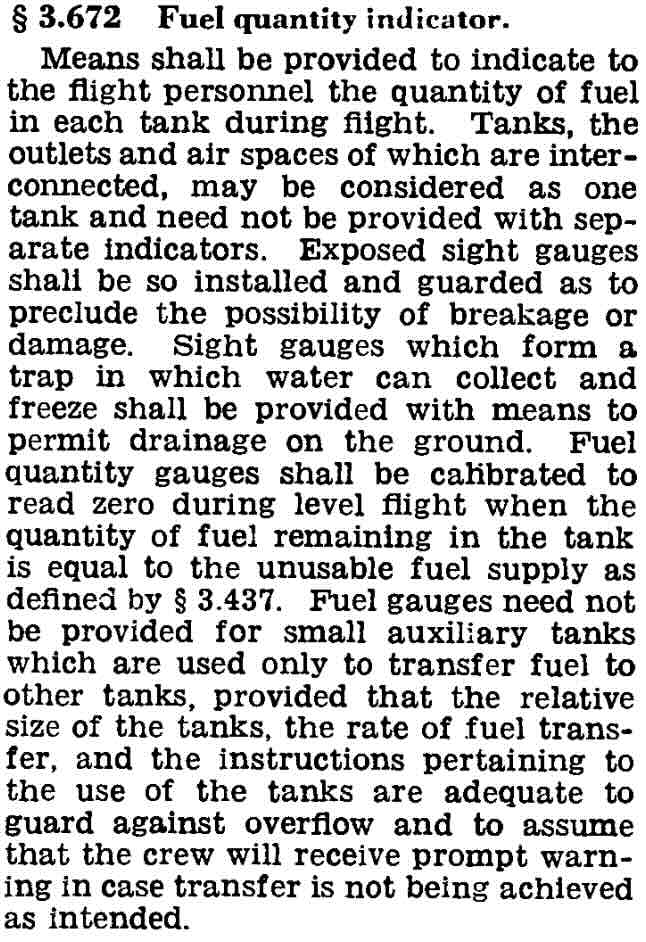 § 3.672 Fuel quantity indicator.
Means shall be provided to indicate to
the flight personnel the quantity of fuel
in each tank during flight. Tanks, the
outlets and air spaces of which are inter-
connected, may be considered as one
tank and need not be provided with sep-
arate indicators. Exposed sight gauges
shall be so installed and guarded as to
preclude the possibility of breakage or
damage. Sight gauges which form a
trap in which water can collect and
freeze shall be provided with means to
permit drainage on the ground. Fuel
quantity gauges shall be calibrated to
read zero during level flight when the
quantity of fuel remaining in the tank
is equal to the unusable fuel supply as
defined by § 3.437. Fuel gauges need not
be provided for small auxiliary tanks
which are used only to transfer fuel to
other tanks, provided that the relative
size of the tanks, the rate of fuel trans-
fer, and the instructions pertaining to
the use of the tanks are adequate to
guard against overflow and to assume
that the crew will receive prompt warn-
ing in case transfer is not being achieved
as intended.